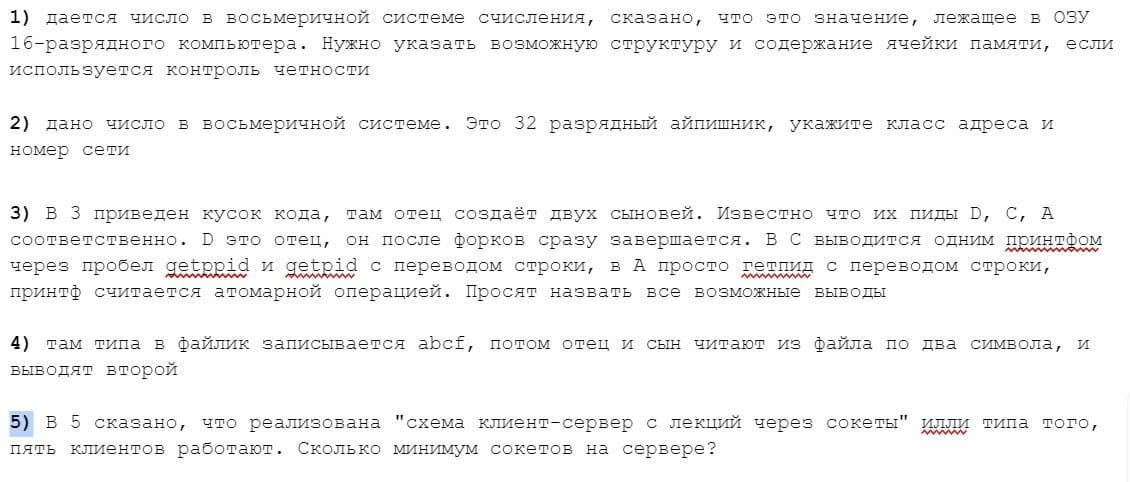 1) дается число в восьмеричной системе счисления, сказано, что это значение, лежащее в ОЗУ
16-разрядного компьютера. Нужно указать возможную структуру и содержание ячейки памяти, если
используется контроль четности
2) дано число в восьмеричной системе. Это 32 разрядный айпишник, укажите класс адреса и
номер сети
3) В 3 приведен кусок кода, там отец создаёт двух сыновей. Известно что их пиды D, C, A
соответственно. D это отец, он после форков сразу завершается. В C выводится одним принтфом
через пробел getppid и getpid с переводом строки, в A просто гетпид с переводом строки,
принтф считается атомарной операцией. Просят назвать все возможные выводы
4) там типа в файлик записывается abcf, потом отец и сын читают из файла по два символа, и
выводят второй
5) В 5 сказано, что реализована "схема клиент-сервер с лекций через сокеты" илли типа того,
пять клиентов работают. Сколько минимум сокетов на сервере?